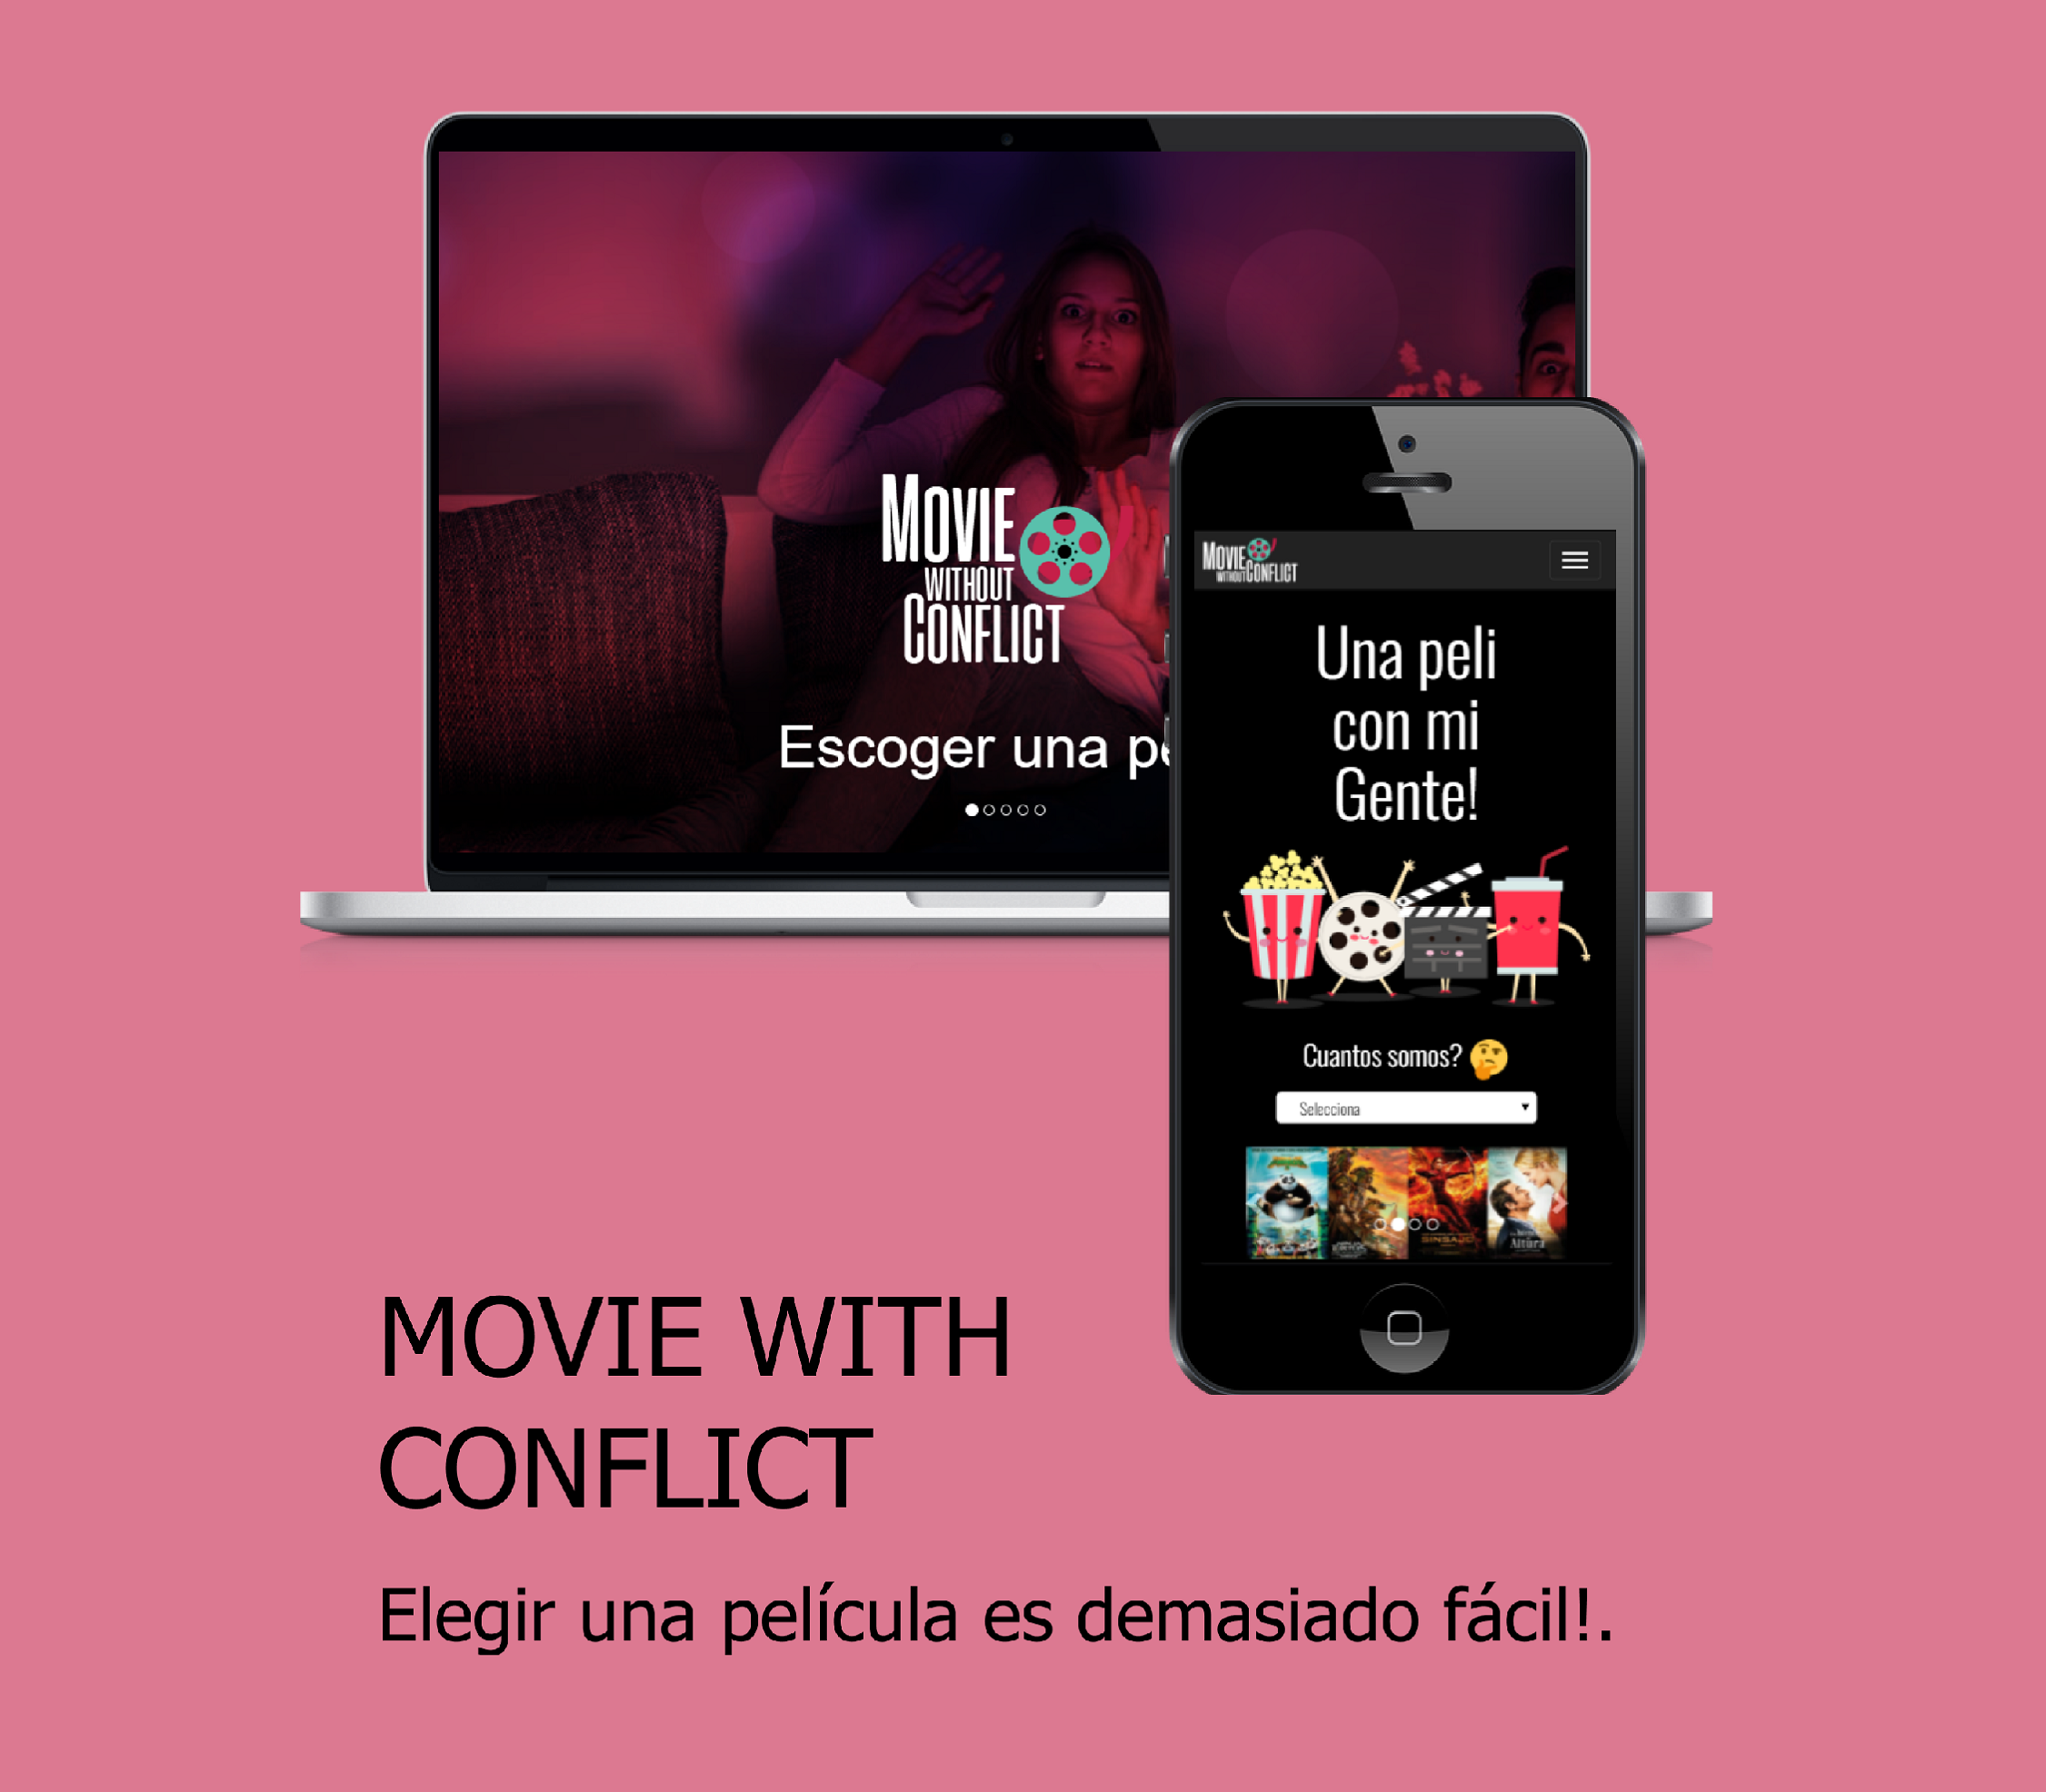 MOVIE
WITHOUT
CONFLICT
Escoger una pe
MOVIE
WITHOUT CONFLICT
Una peli
con mi
Gente!
Cuantos somos? 🤔
Selecciona
SINSAJO
Altura
MOVIE WITH
CONFLICT
Elegir una película es demasiado fácil!.